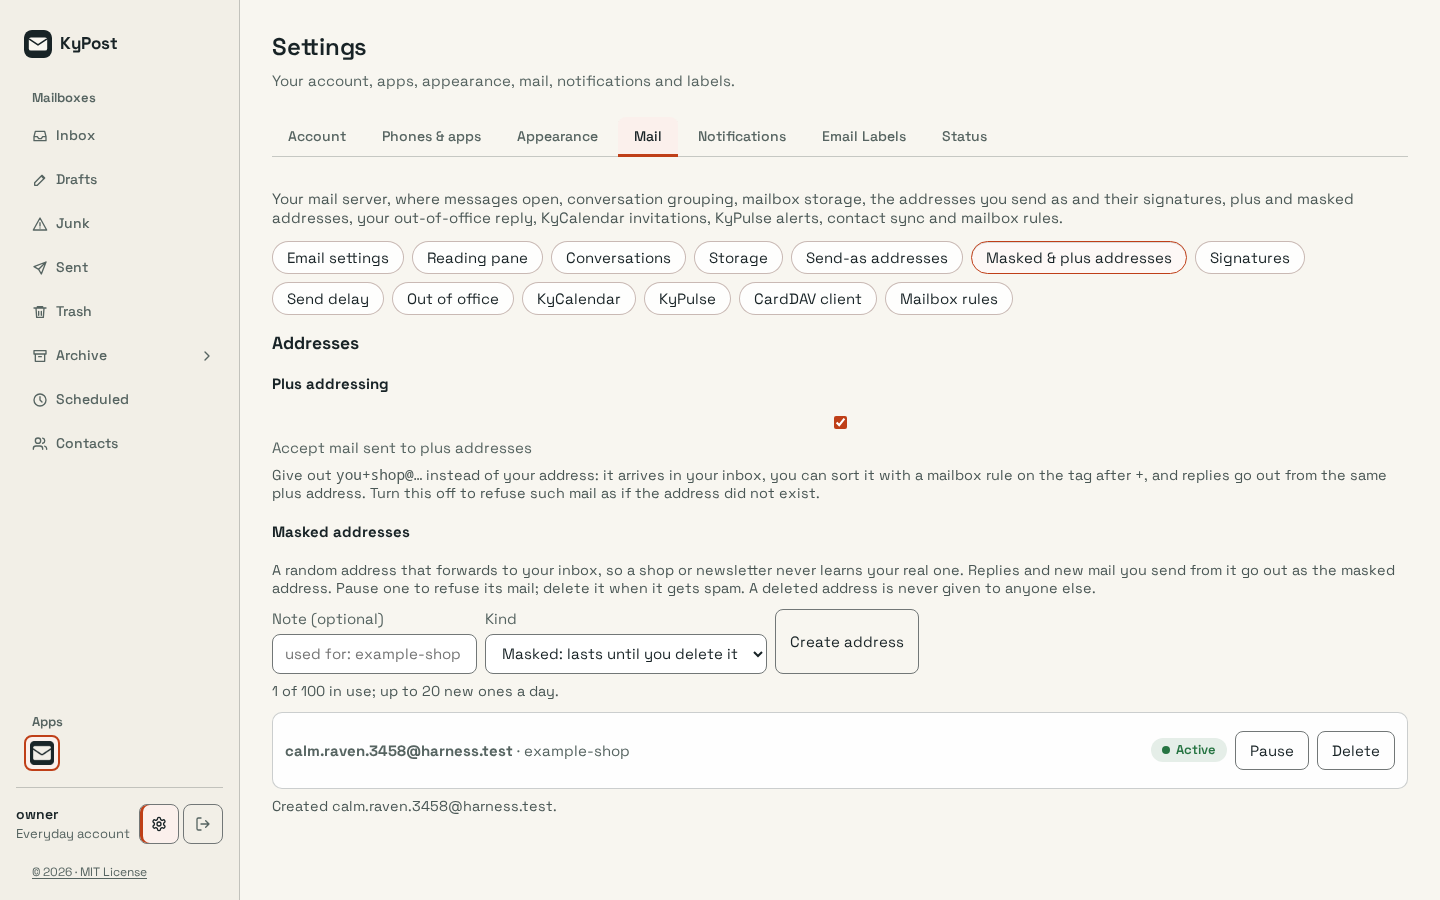 KyPost
Mailboxes
Inbox
Drafts
Junk
Sent
Trash
Archive
Scheduled
Contacts
Apps
owner
Everyday account
© 2026 · MIT License
Settings
Your account, apps, appearance, mail, notifications and labels.
Account Phones & apps Appearance Mail Notifications Email Labels Status
Your mail server, where messages open, conversation grouping, mailbox storage, the addresses you send as and their signatures, plus and masked
addresses, your out-of-office reply, KyCalendar invitations, KyPulse alerts, contact sync and mailbox rules.
Email settings Reading pane Conversations Storage Send-as addresses Masked & plus addresses Signatures
Send delay Out of office KyCalendar KyPulse CardDAV client Mailbox rules
Addresses
Plus addressing
Accept mail sent to plus addresses
Give out you+shop@… instead of your address: it arrives in your inbox, you can sort it with a mailbox rule on the tag after +, and replies go out from the same
plus address. Turn this off to refuse such mail as if the address did not exist.
Masked addresses
A random address that forwards to your inbox, so a shop or newsletter never learns your real one. Replies and new mail you send from it go out as the masked
address. Pause one to refuse its mail; delete it when it gets spam. A deleted address is never given to anyone else.
Note (optional) Kind
used for: example-shop Masked: lasts until you delete it Create address
1 of 100 in use; up to 20 new ones a day.
calm.raven.3458@harness.test · example-shop Active Pause Delete
Created calm.raven.3458@harness.test.